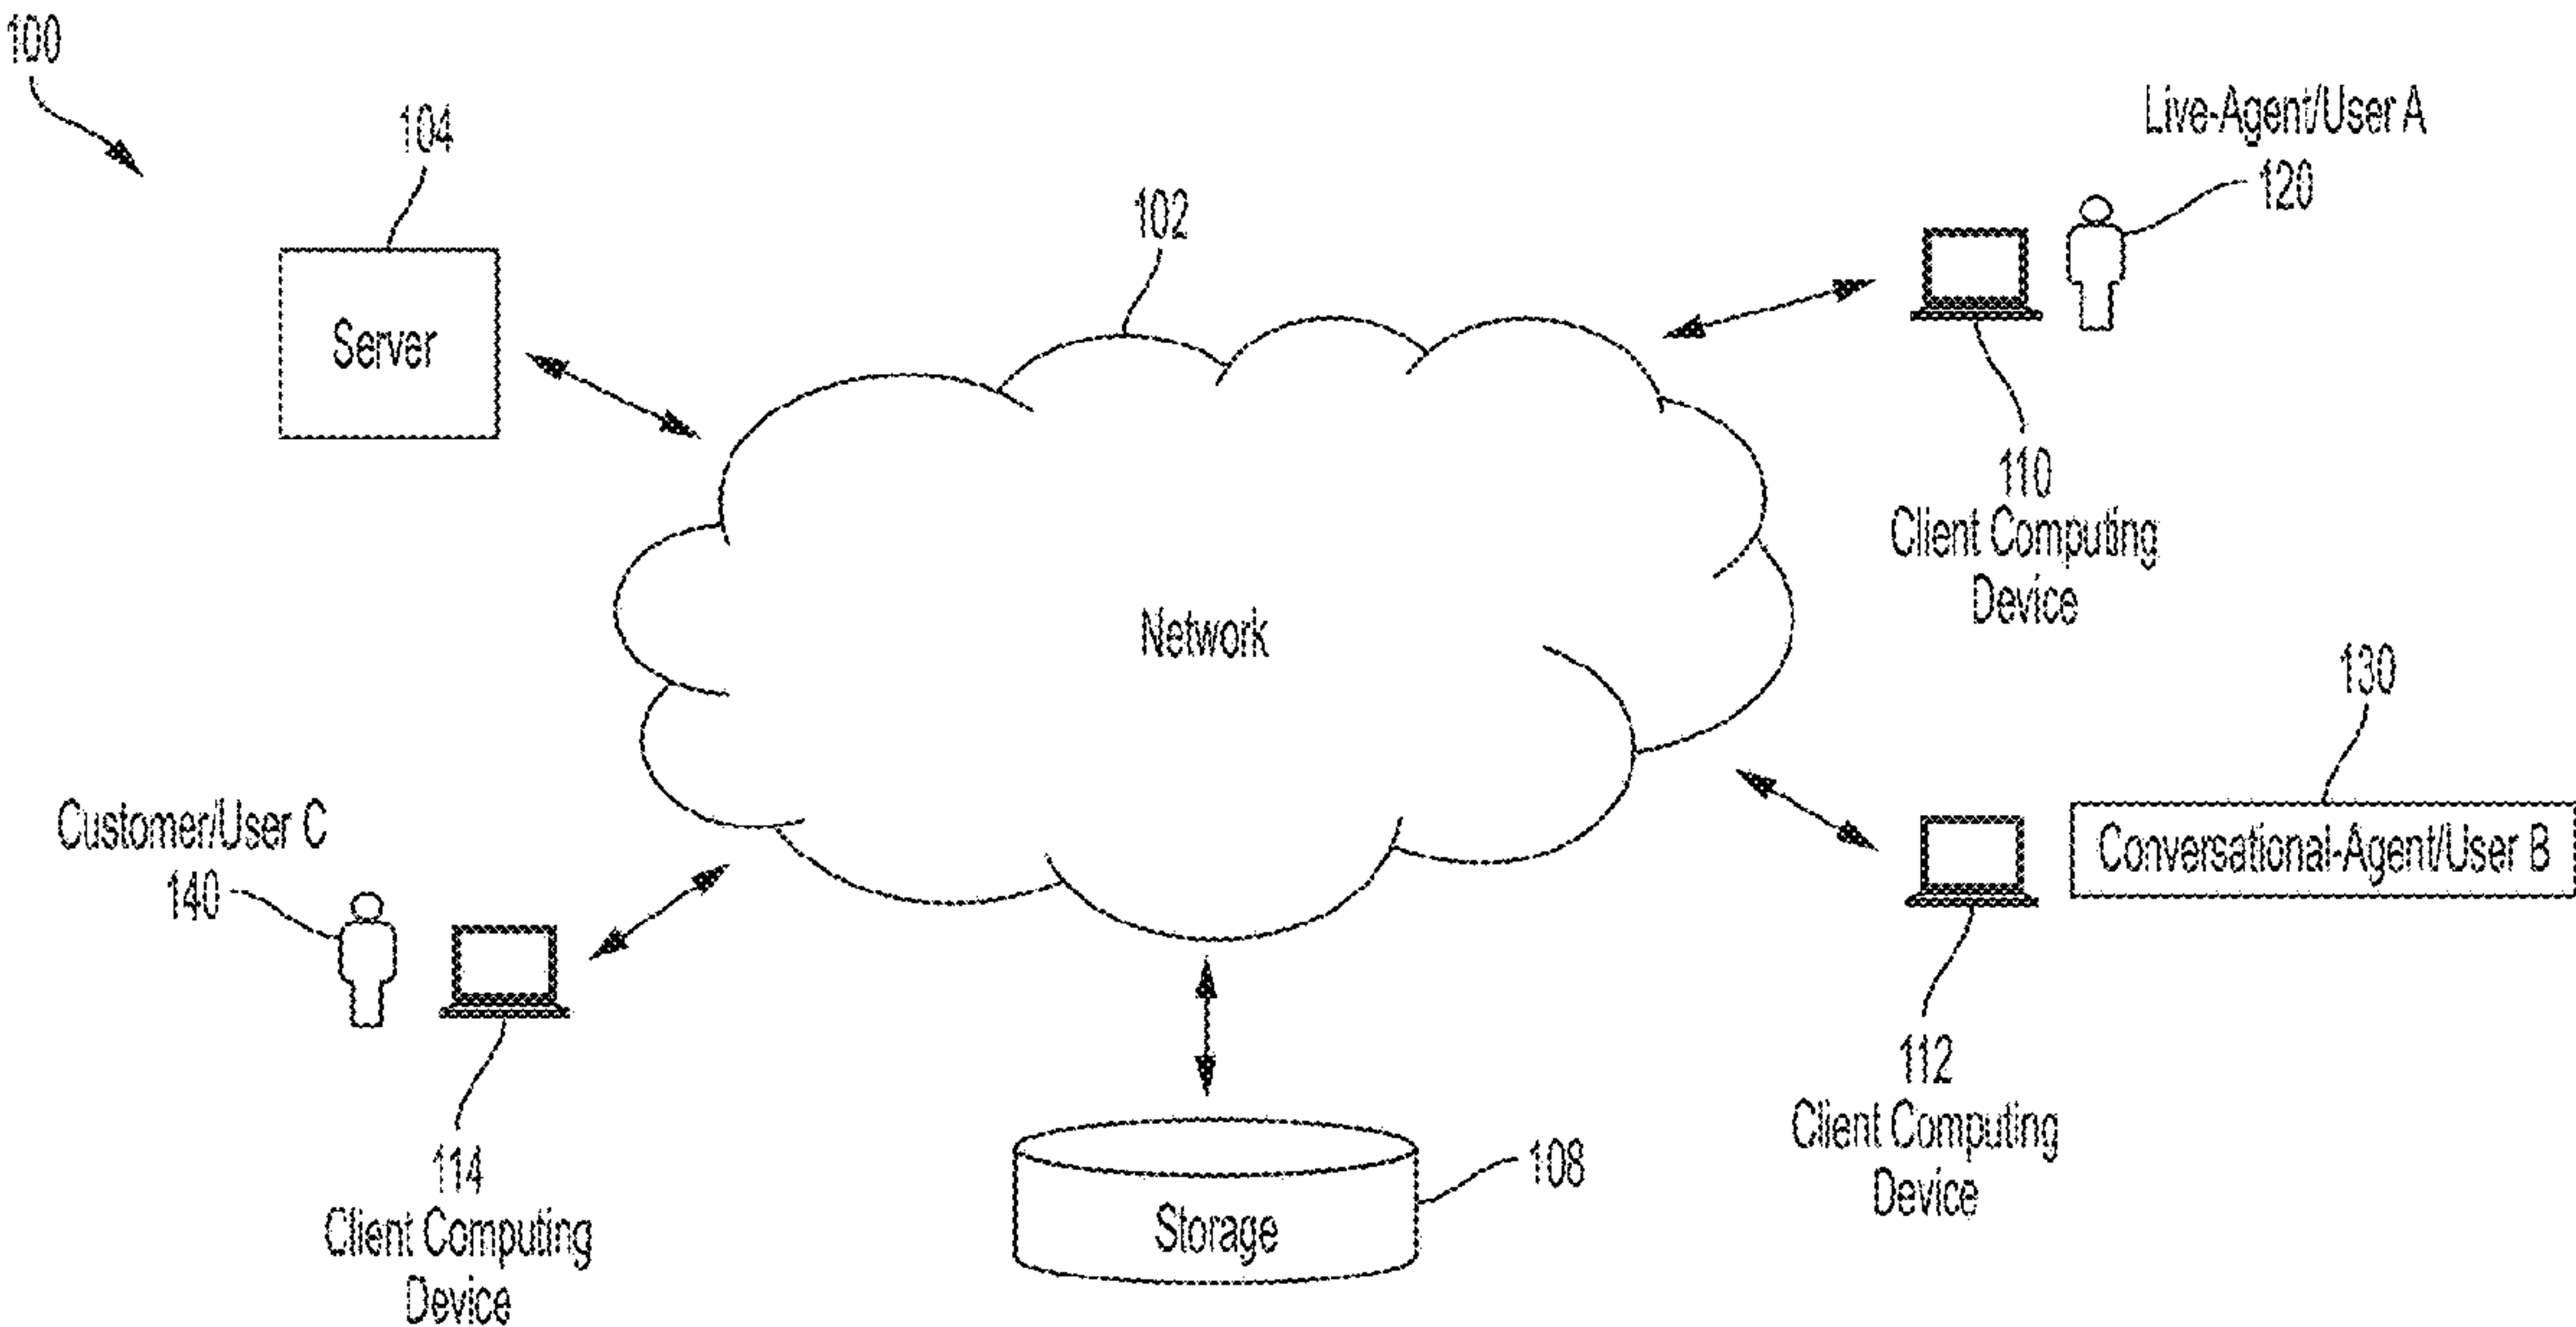 100
104
Server
102
Network
Live-Agent/User A
120
110
Client Computing
Device
130
Conversational-Agent/User B
112
Client Computing
Device
Customer/User C
140
114
Client Computing
Device
108
Storage